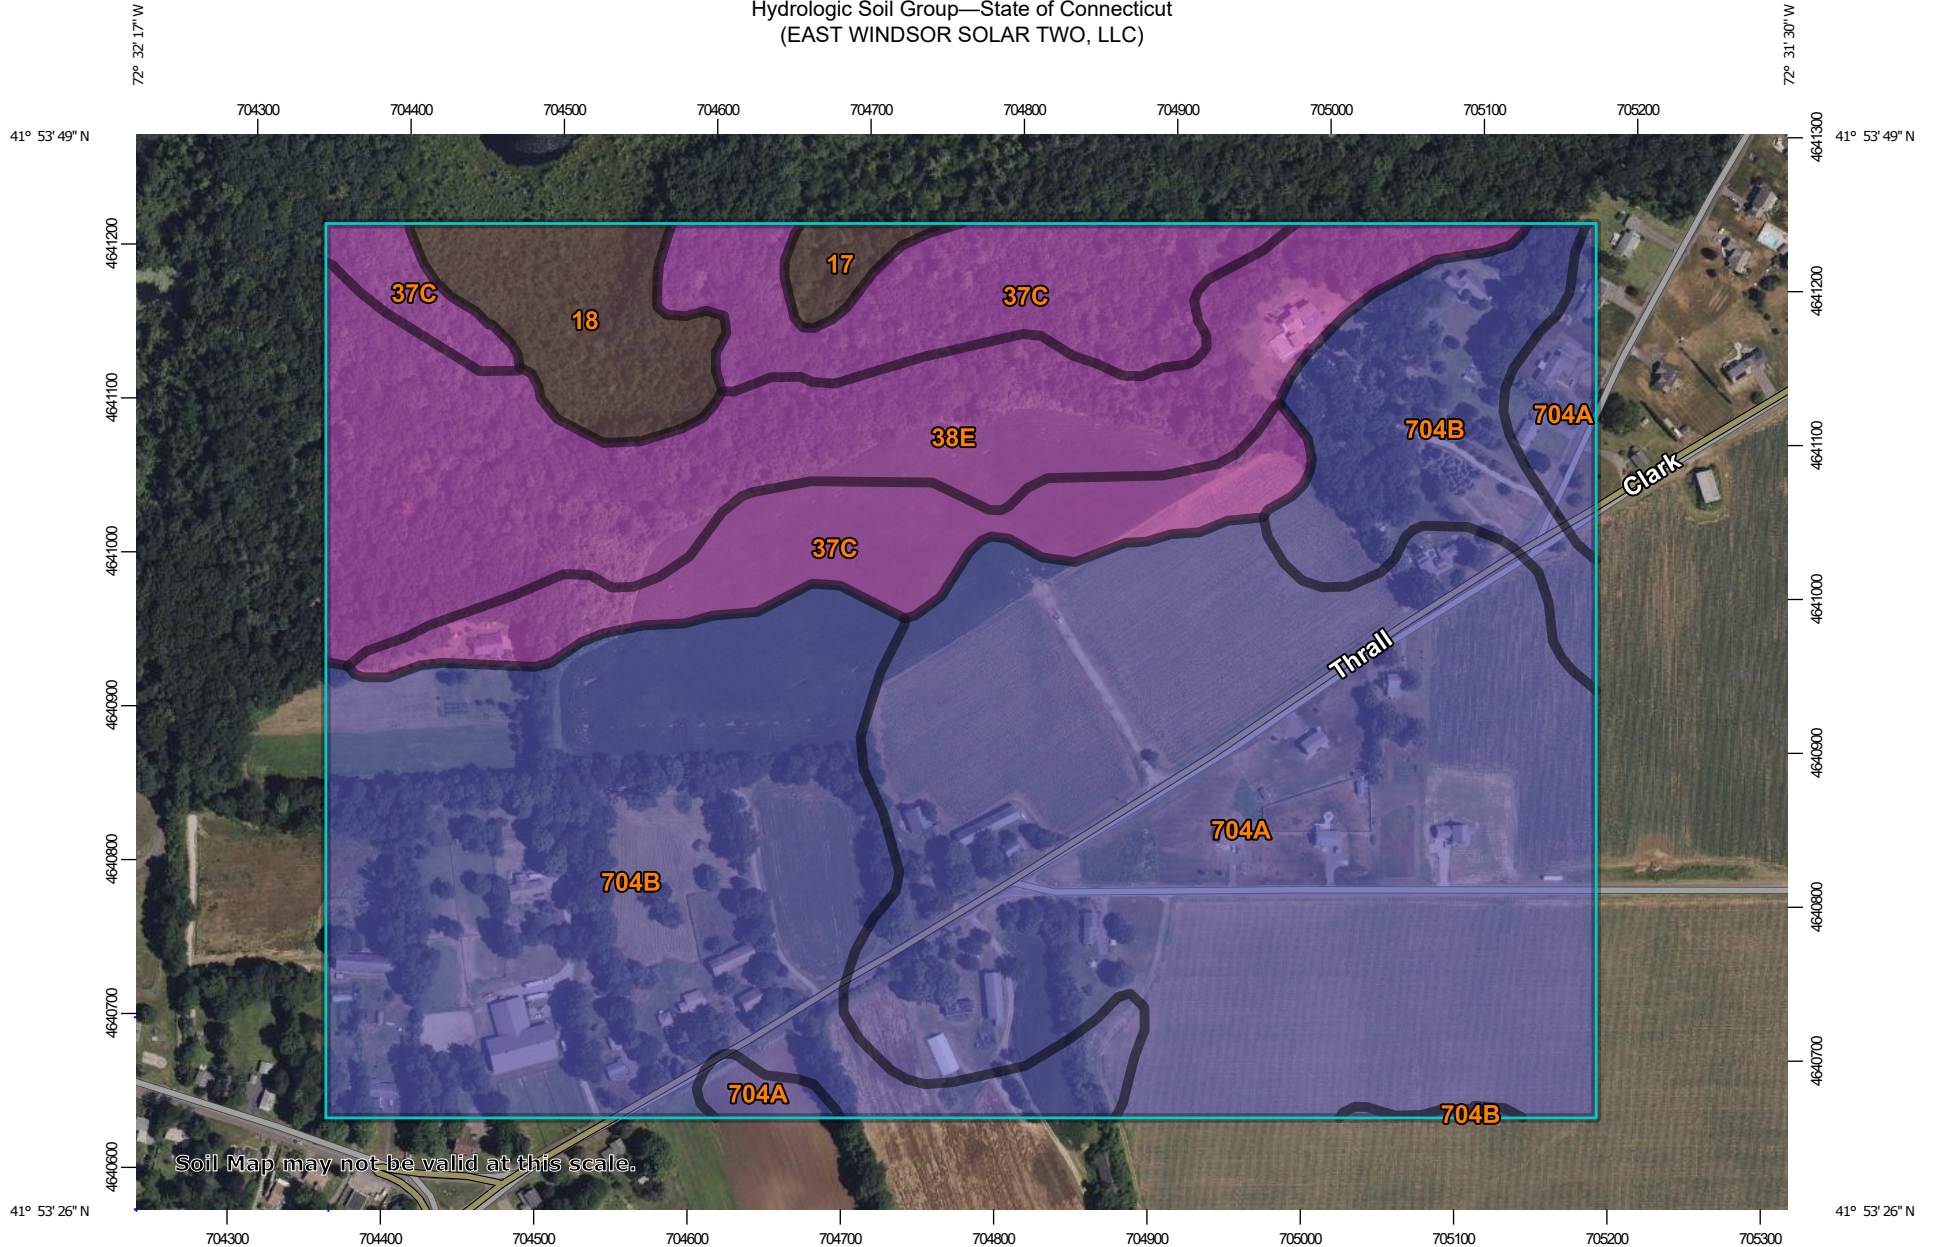 Hydrologic Soil Group—State of Connecticut
(EAST WINDSOR SOLAR TWO, LLC)
72° 32' 17" W
72° 31' 30" W
704300 704400 704500 704600 704700 704800 704900 705000 705100 705200
41° 53' 49" N
41° 53' 49" N
4641300
4641200
4641200
4641100
4641100
4641000
4641000
4640900
4640900
4640800
4640800
4640700
4640700
4640600
17
37C
37C
18
704A
704B
38E
Clark
37C
Thrall
704A
704B
704A
704B
Soil Map may not be valid at this scale.
41° 53' 26" N
41° 53' 26" N
704300 704400 704500 704600 704700 704800 704900 705000 705100 705200 705300